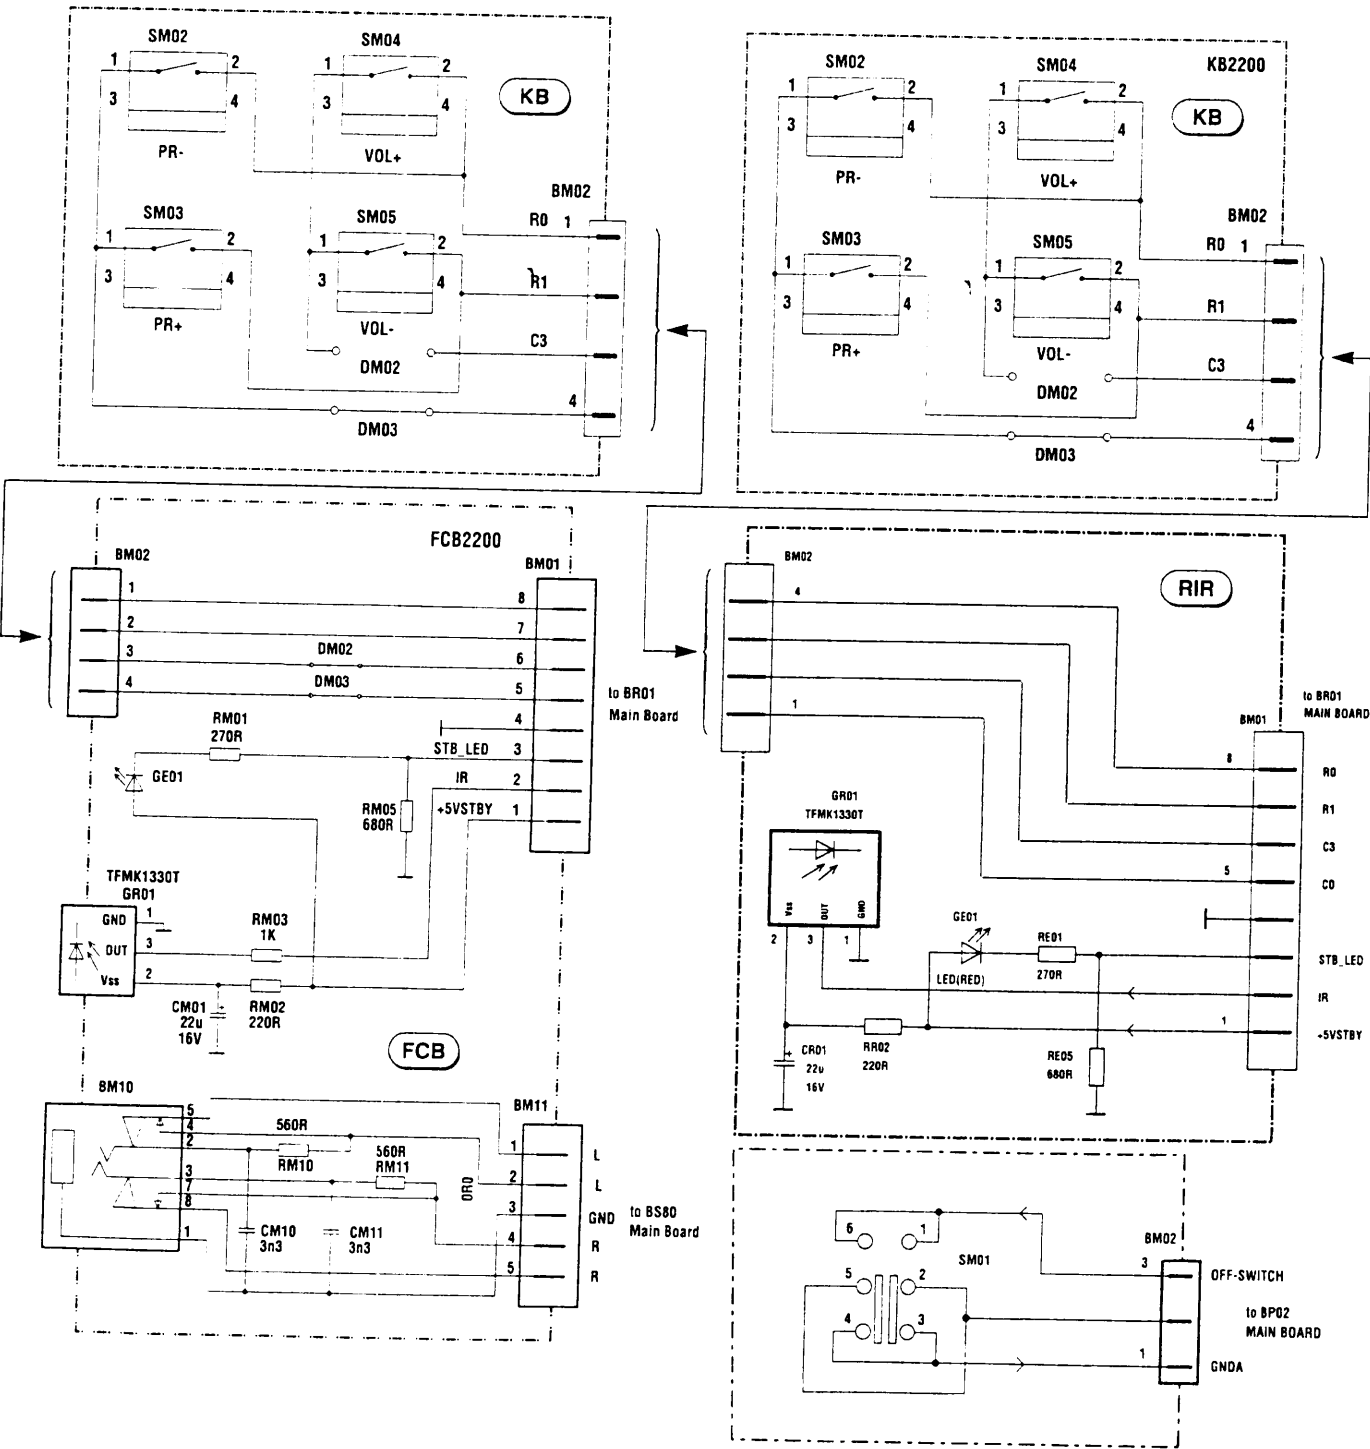 SM02
1
2
3
4
PR-
SM04
1
2
3
4
VOL+
KB
SM03
1
2
3
4
PR+
SM05
1
2
3
4
VOL-
BM02
R0 1
R1
C3
4
DM02
DM03
KB2200
SM02
1
2
3
4
PR-
SM04
1
2
3
4
VOL+
KB
SM03
1
2
3
4
PR+
SM05
1
2
3
4
VOL-
BM02
R0 1
R1
C3
4
DM02
DM03
FCB2200
BM02
1
2
3
4
DM02
DM03
BM01
8
7
6
5
4
STB_LED 3
IR 2
+5VSTBY 1
to BR01
Main Board
RM01
270R
GE01
RM05
680R
TFMK1330T
GR01
GND 1
OUT 3
Vss 2
RM03
1K
RM02
220R
CM01
22u
16V
+
FCB
BM10
5
4
2
3
7
8
1
560R
RM10
560R
RM11
CM10
3n3
CM11
3n3
0R0
BM11
1 L
2 L
3 GND
4 R
5 R
to BS80
Main Board
RIR
BM02
4
1
to BR01
MAIN BOARD
BM01
8 R0
R1
C3
5 C0
STB_LED
IR
1 +5VSTBY
GR01
TFMK1330T
Vss
OUT
GND
2
3
1
GE01
LED(RED)
RE01
270R
RR02
220R
CR01
22u
16V
+
RE05
680R
6
1
5
2
4
3
SM01
BM02
3 OFF-SWITCH
to BP02
MAIN BOARD
1 GNDA